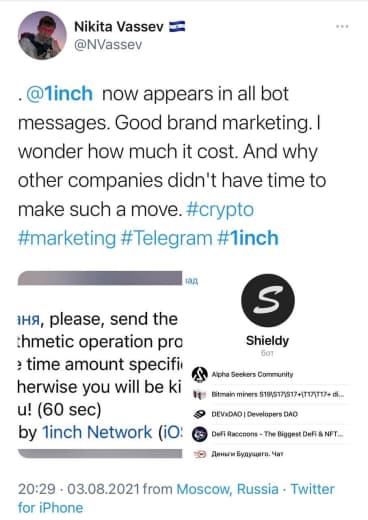 Nikita Vassev
@NVassev
. @1inch now appears in all bot
messages. Good brand marketing. I
wonder how much it cost. And why
other companies didn't have time to
make such a move. #crypto
#marketing #Telegram #1inch
ад
аня, please, send the
thmetic operation pro
e time amount specifi
herwise you will be ki
u! (60 sec)
by 1inch Network (iO
S
Shieldy
бот
Alpha Seekers Community
Bitmain miners S19\S17\S17+\T17\T17+ di...
DEVxDAO | Developers DAO
DeFi Raccoons - The Biggest DeFi & NFT...
Деньги Будущего. Чат
20:29 · 03.08.2021 from Moscow, Russia · Twitter
for iPhone